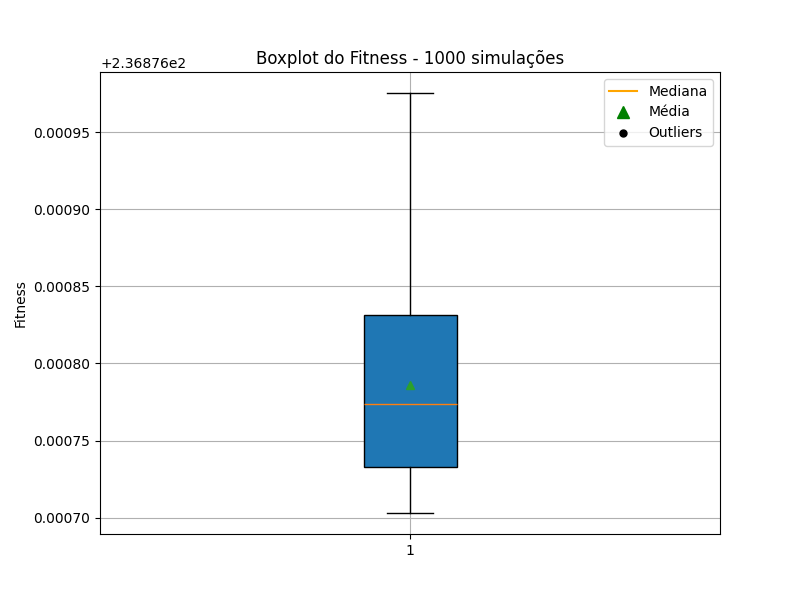 Boxplot do Fitness - 1000 simulações
+2.36876e2
Mediana
Média
Outliers
0.00095
0.00090
0.00085
0.00080
0.00075
0.00070
Fitness
1